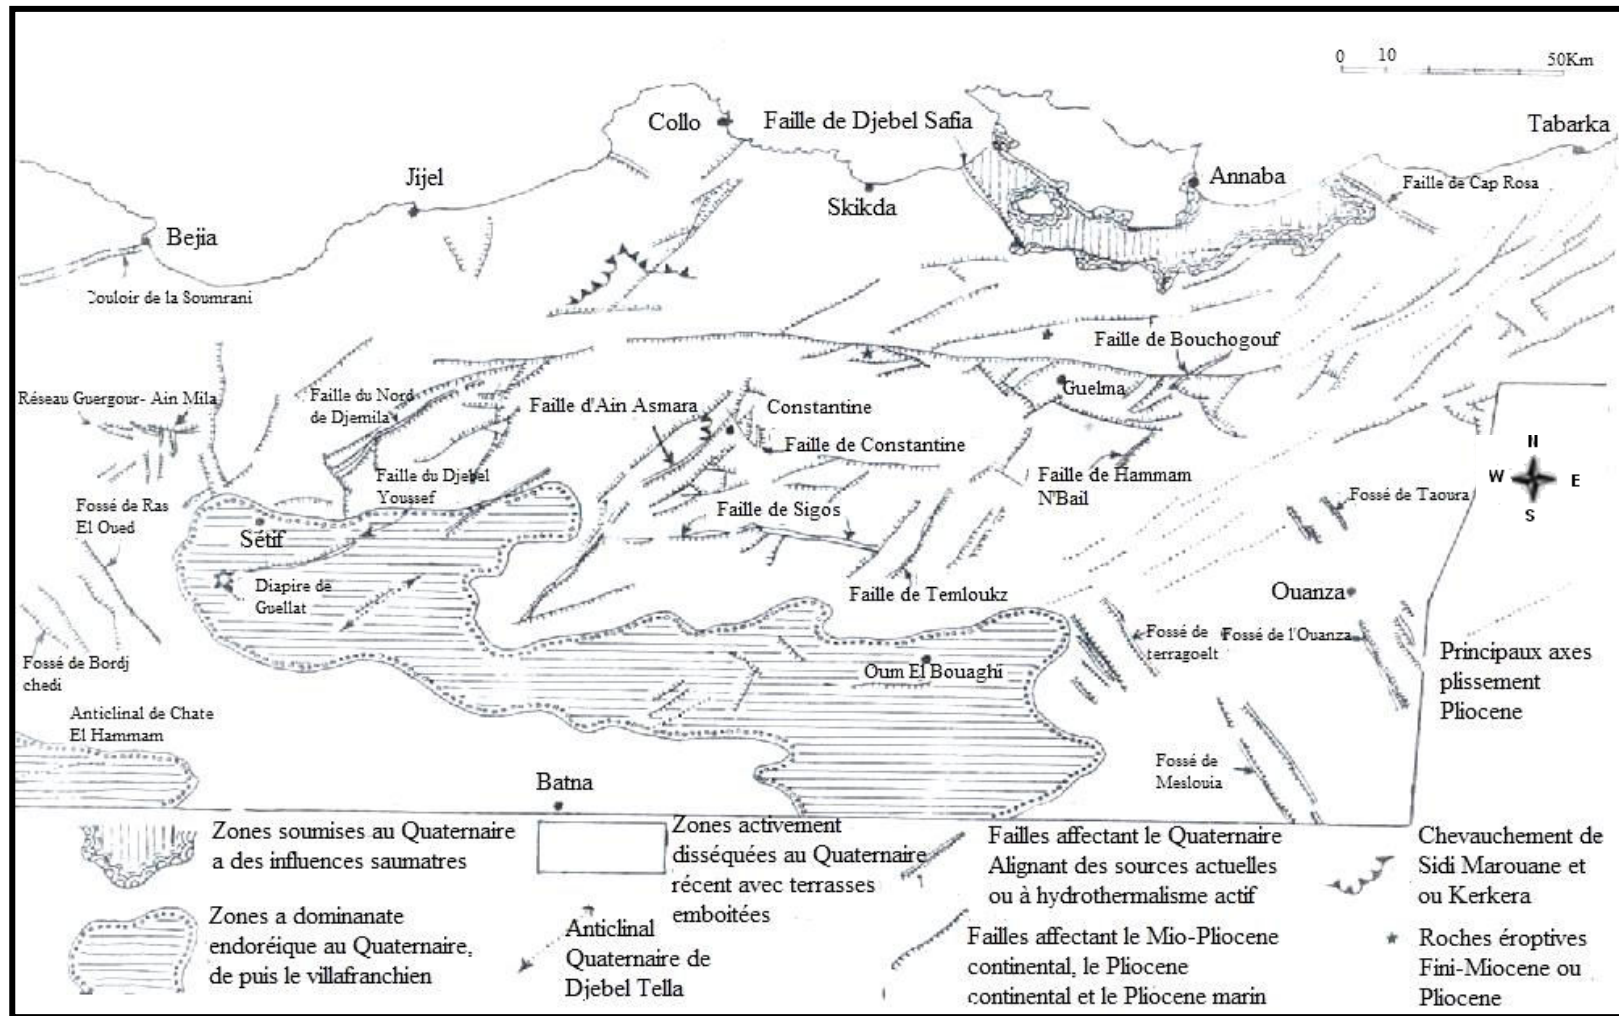 0 10 50Km
Collo
Faille de Djebel Safia
Tabarka
Jijel
Skikda
Annaba
Faille de Cap Rosa
Bejia
Couloir de la Soumrani
Faille de Bouchogouf
Guelma
Réseau Guergour- Ain Mila
Faille du Nord
de Djemila
Faille d'Ain Asmara
Constantine
Faille de Constantine
Faille du Djebel
Youssef
Faille de Hammam
N'Bail
N
W E
S
Fossé de Ras
El Oued
Sétif
Faille de Sigos
Fossé de Taoura
Diapire de
Guellat
Faille de Temloukz
Ouanza
Fossé de Bordj
chedi
Fossé de
terragoelt
Fossé de l'Ouanza
Oum El Bouaghi
Principaux axes
plissement
Pliocene
Anticlinal de Chate
El Hammam
Batna
Fossé de
Meslouia
Zones soumises au Quaternaire
a des influences saumatres
Zones activement
disséquées au Quaternaire
récent avec terrasses
emboitées
Failles affectant le Quaternaire
Alignant des sources actuelles
ou à hydrothermalisme actif
Chevauchement de
Sidi Marouane et
ou Kerkera
Zones a dominanate
endoréique au Quaternaire,
de puis le villafranchien
Anticlinal
Quaternaire de
Djebel Tella
Failles affectant le Mio-Pliocene
continental, le Pliocene
continental et le Pliocene marin
Roches éroptives
Fini-Miocene ou
Pliocene